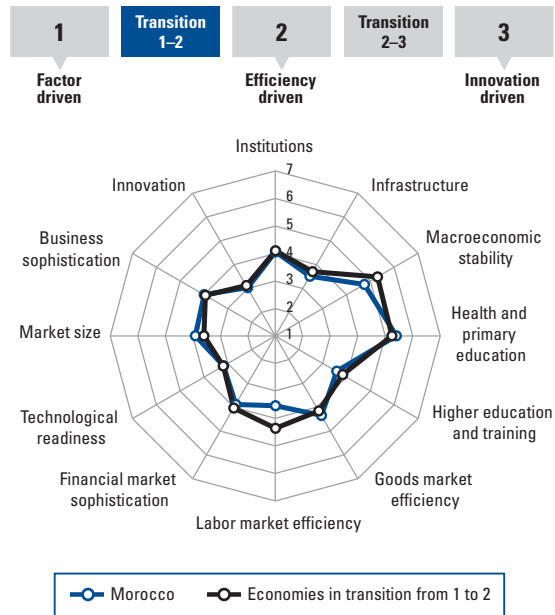 1
Transition
1–2
2
Transition
2–3
3
Factor
driven
Efficiency
driven
Innovation
driven
Institutions
7
Innovation
6
Infrastructure
5
Business
sophistication
4
Macroeconomic
stability
3
2
Market size
1
Health and
primary
education
Technological
readiness
Higher education
and training
Financial market
sophistication
Goods market
efficiency
Labor market efficiency
Morocco
Economies in transition from 1 to 2